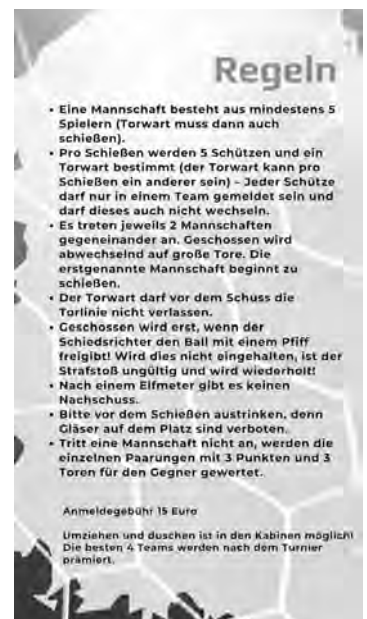 Regeln
• Eine Mannschaft besteht aus mindestens 5
Spielern (Torwart muss dann auch
schießen).
• Pro Schießen werden 5 Schützen und ein
Torwart bestimmt (der Torwart kann pro
Schießen ein anderer sein) – Jeder Schütze
darf nur in einem Team gemeldet sein und
darf dieses auch nicht wechseln.
• Es treten jeweils 2 Mannschaften
gegeneinander an. Geschossen wird
abwechselnd auf große Tore. Die
erstgenannte Mannschaft beginnt zu
schießen.
• Der Torwart darf vor dem Schuss die
Torlinie nicht verlassen.
• Geschossen wird erst, wenn der
Schiedsrichter den Ball mit einem Pfiff
freigibt! Wird dies nicht eingehalten, ist der
Strafstoß ungültig und wird wiederholt!
• Nach einem Elfmeter gibt es keinen
Nachschuss.
• Bitte vor dem Schießen austrinken, denn
Gläser auf dem Platz sind verboten.
• Tritt eine Mannschaft nicht an, werden die
einzelnen Paarungen mit 3 Punkten und 3
Toren für den Gegner gewertet.
Anmeldegebühr 15 Euro
Umziehen und duschen ist in den Kabinen möglich!
Die besten 4 Teams werden nach dem Turnier
prämiert.